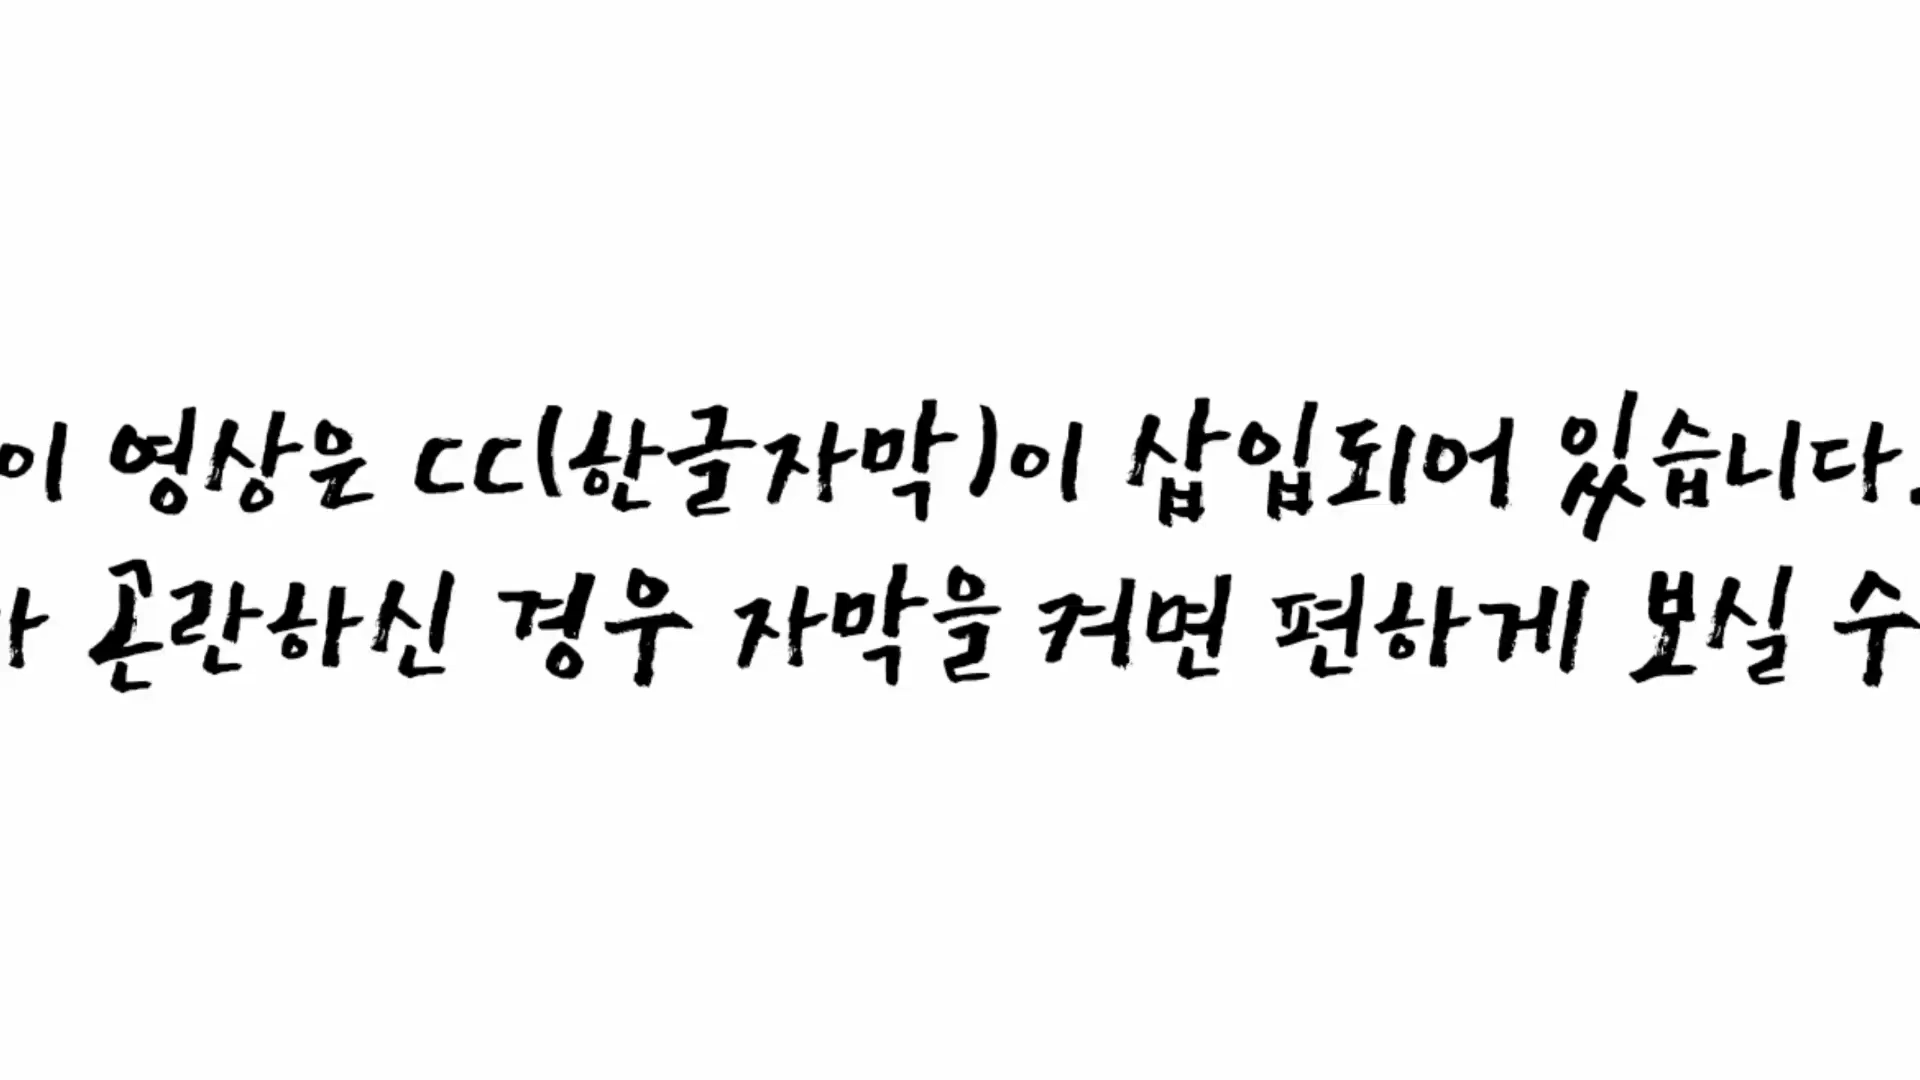 이 영상은 CC(한글자막)이 삽입되어 있습니다.
곤란하신 경우 자막을 켜면 편하게 보실 수